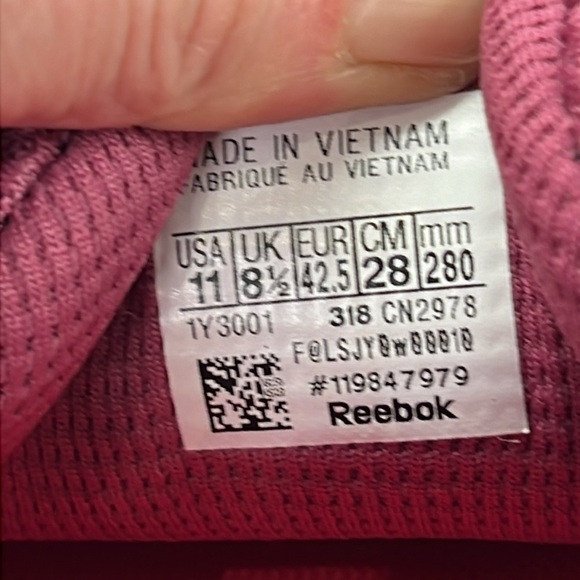 MADE IN VIETNAM
FABRIQUÉ AU VIETNAM
USA UK EUR CM mm
11 8½ 42.5 28 280
1Y3001 318 CN2978
#119847979
Reebok